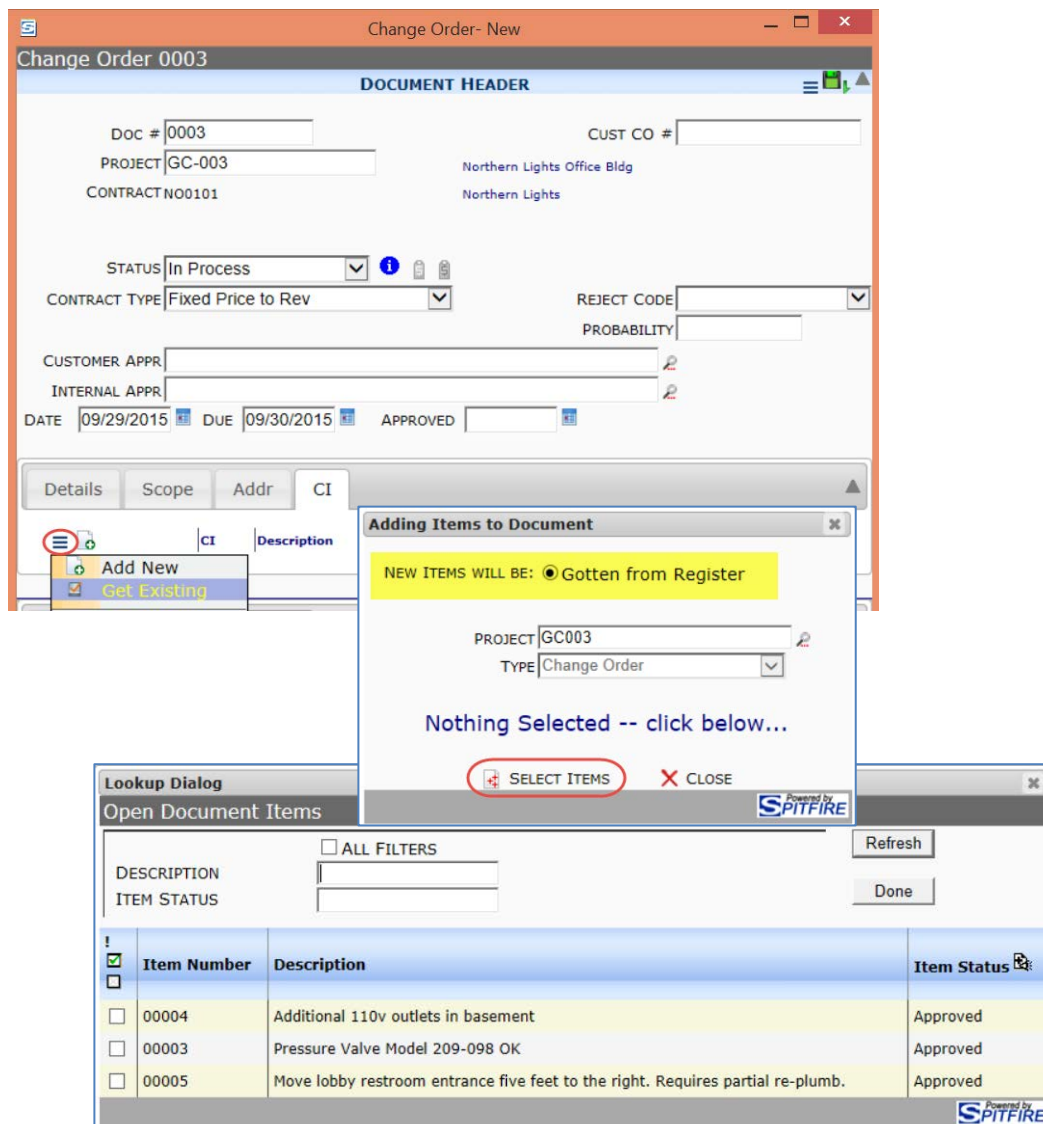 Change Order- New
Change Order 0003
DOCUMENT HEADER
DOC # 0003 CUST CO #
PROJECT GC-003 Northern Lights Office Bldg
CONTRACT NO0101 Northern Lights
STATUS In Process
CONTRACT TYPE Fixed Price to Rev REJECT CODE
PROBABILITY
CUSTOMER APPR
INTERNAL APPR
DATE 09/29/2015 DUE 09/30/2015 APPROVED
Details Scope Addr CI
CI Description
Add New
Get Existing
Adding Items to Document
NEW ITEMS WILL BE: Gotten from Register
PROJECT GC003
TYPE Change Order
Nothing Selected -- click below...
SELECT ITEMS CLOSE
Powered by
SPITFIRE
Lookup Dialog
Open Document Items
ALL FILTERS Refresh
DESCRIPTION
ITEM STATUS Done
! Item Number Description Item Status
00004 Additional 110v outlets in basement Approved
00003 Pressure Valve Model 209-098 OK Approved
00005 Move lobby restroom entrance five feet to the right. Requires partial re-plumb. Approved
Powered by
SPITFIRE